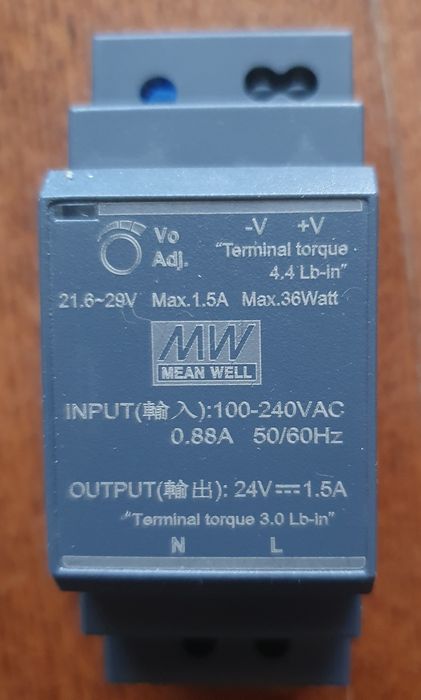 Vo
Adj.
-V +V
"Terminal torque
4.4 Lb-in"
21.6~29V Max.1.5A Max.36Watt
MW
MEAN WELL
INPUT(輸入):100-240VAC
0.88A 50/60Hz
OUTPUT(輸出): 24V⎓1.5A
"Terminal torque 3.0 Lb-in"
N L